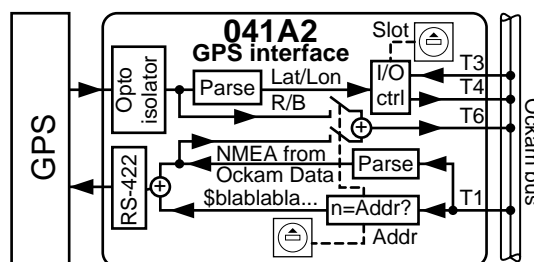 041A2
GPS interface
GPS
Opto
isolator
Parse
Lat/Lon
R/B
Slot
I/O
ctrl
T3
T4
T6
Ockam bus
RS-422
NMEA from
Ockam Data
Parse
$blablabla...
n=Addr?
T1
Addr